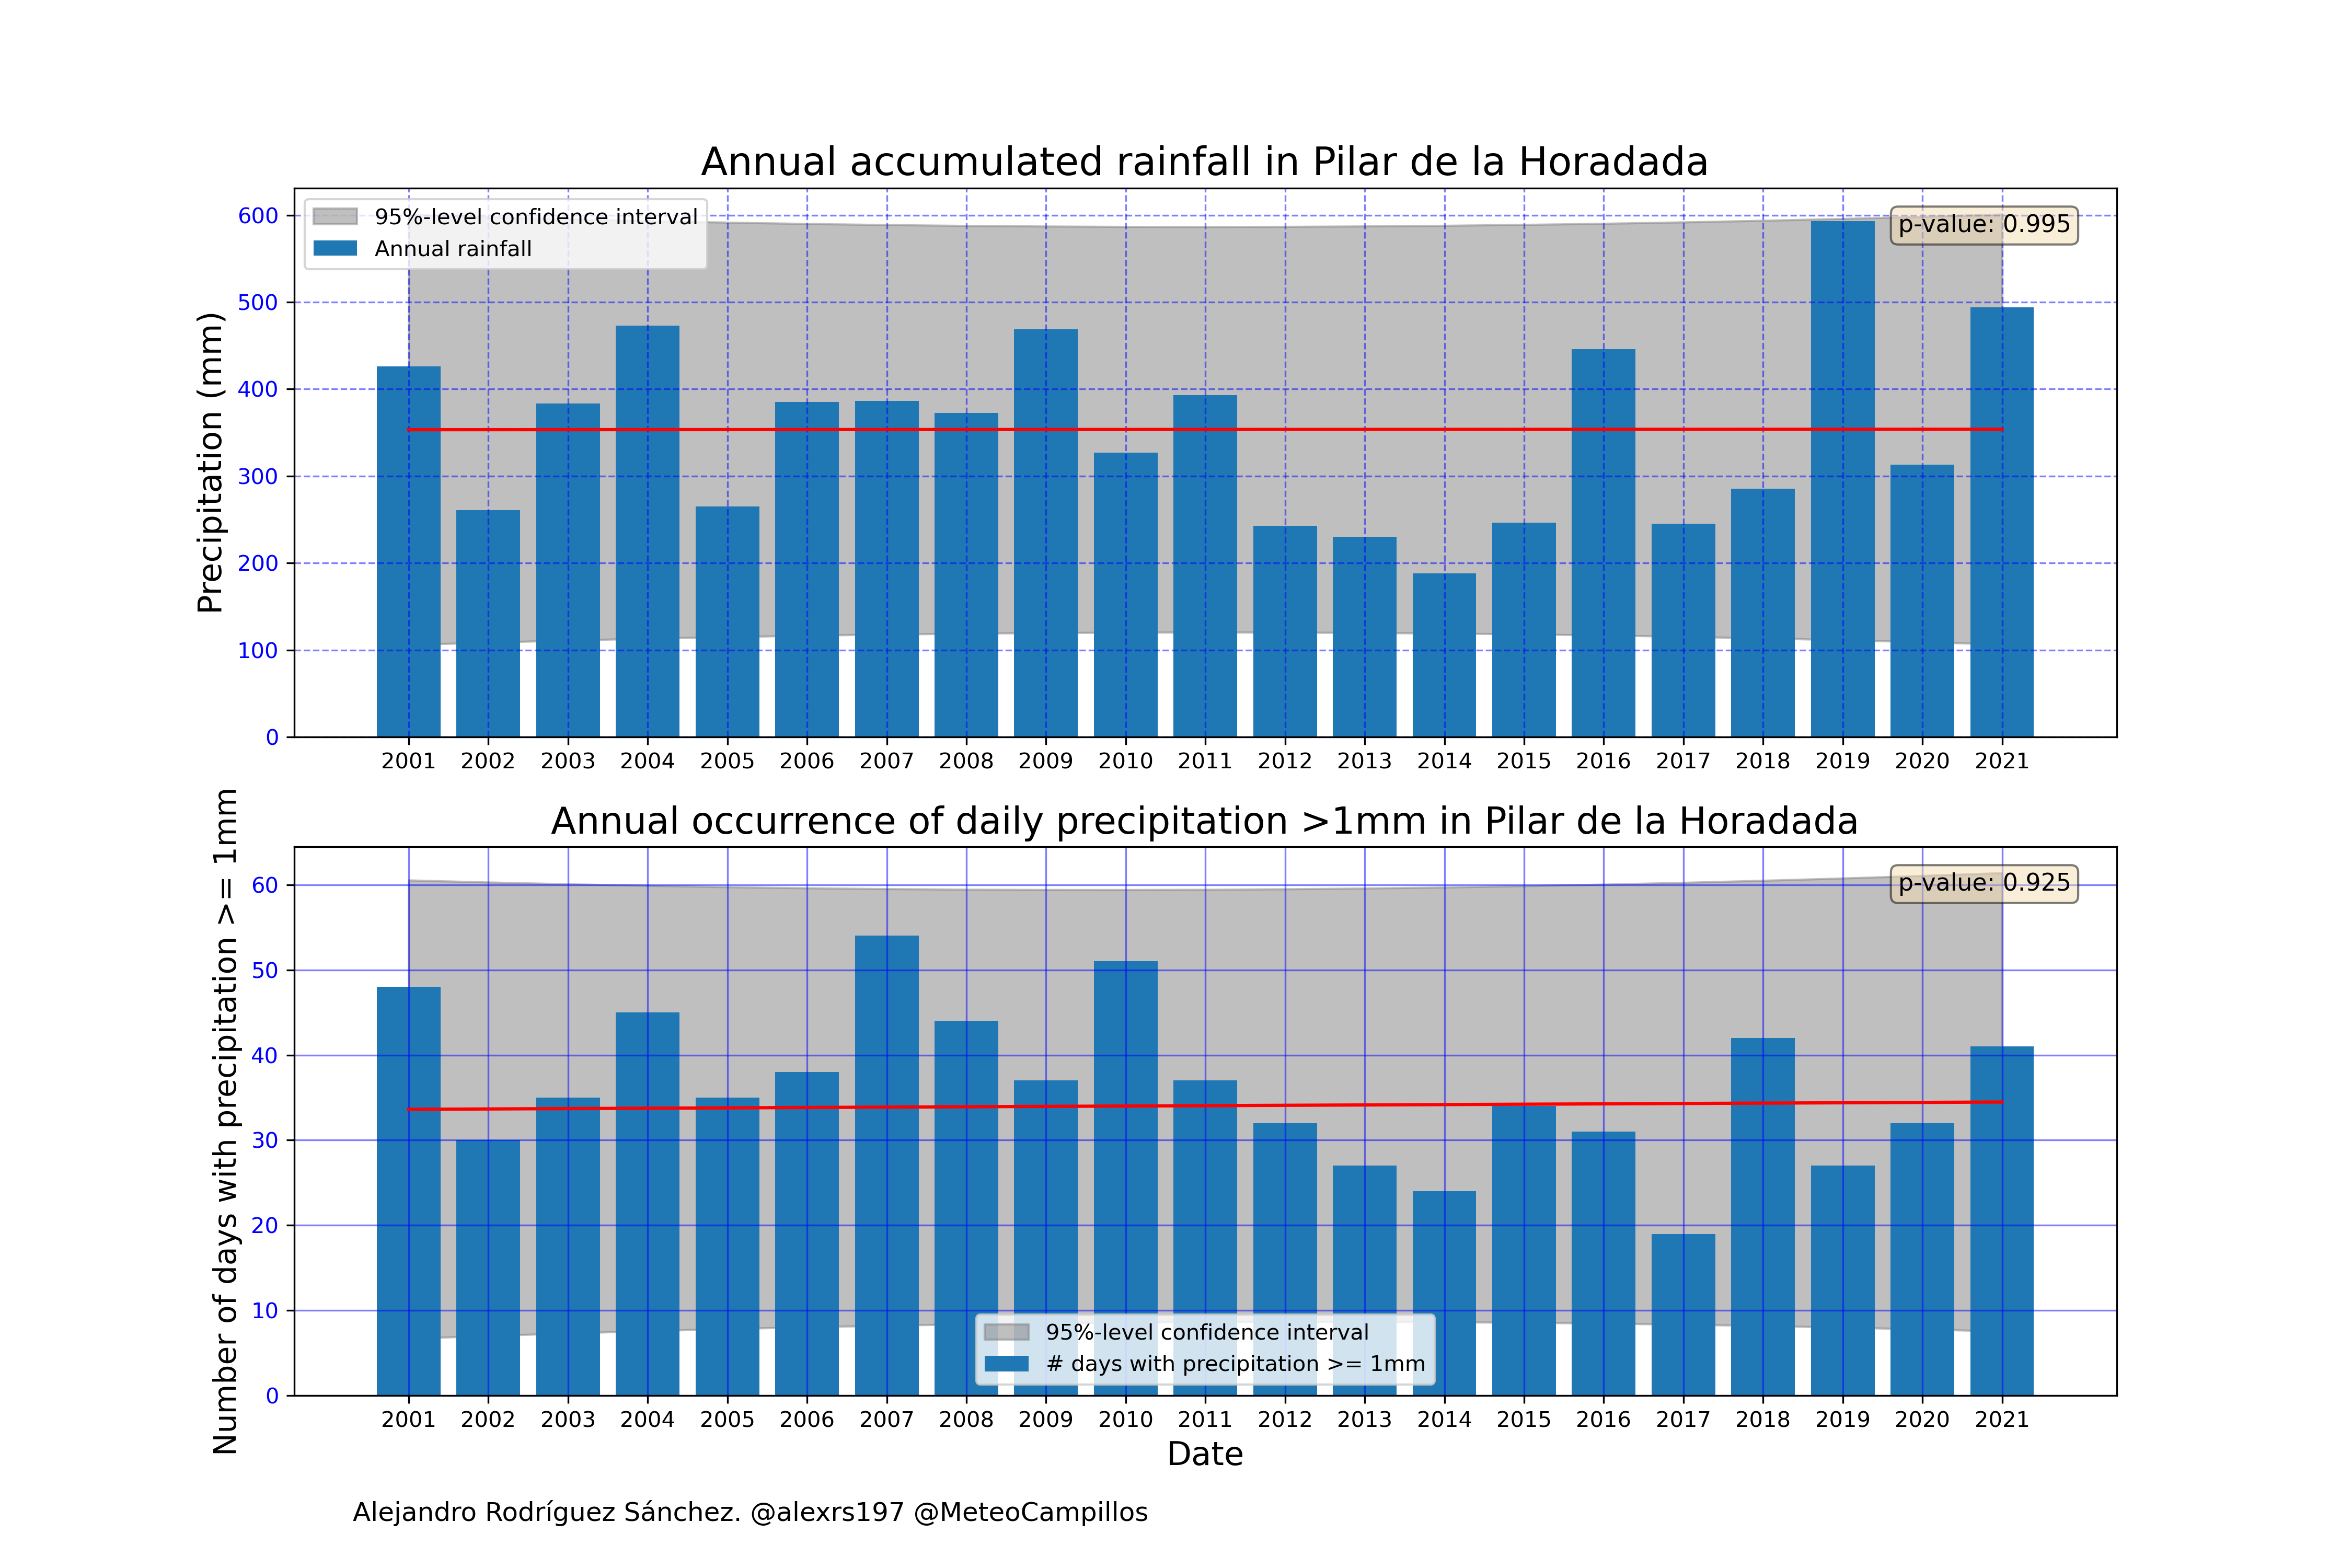 Annual accumulated rainfall in Pilar de la Horadada
95%-level confidence interval
Annual rainfall
p-value: 0.995
Precipitation (mm)
600
500
400
300
200
100
0
2001 2002 2003 2004 2005 2006 2007 2008 2009 2010 2011 2012 2013 2014 2015 2016 2017 2018 2019 2020 2021
Annual occurrence of daily precipitation >1mm in Pilar de la Horadada
p-value: 0.925
Number of days with precipitation >= 1mm
60
50
40
30
20
10
0
95%-level confidence interval
# days with precipitation >= 1mm
2001 2002 2003 2004 2005 2006 2007 2008 2009 2010 2011 2012 2013 2014 2015 2016 2017 2018 2019 2020 2021
Date
Alejandro Rodríguez Sánchez. @alexrs197 @MeteoCampillos